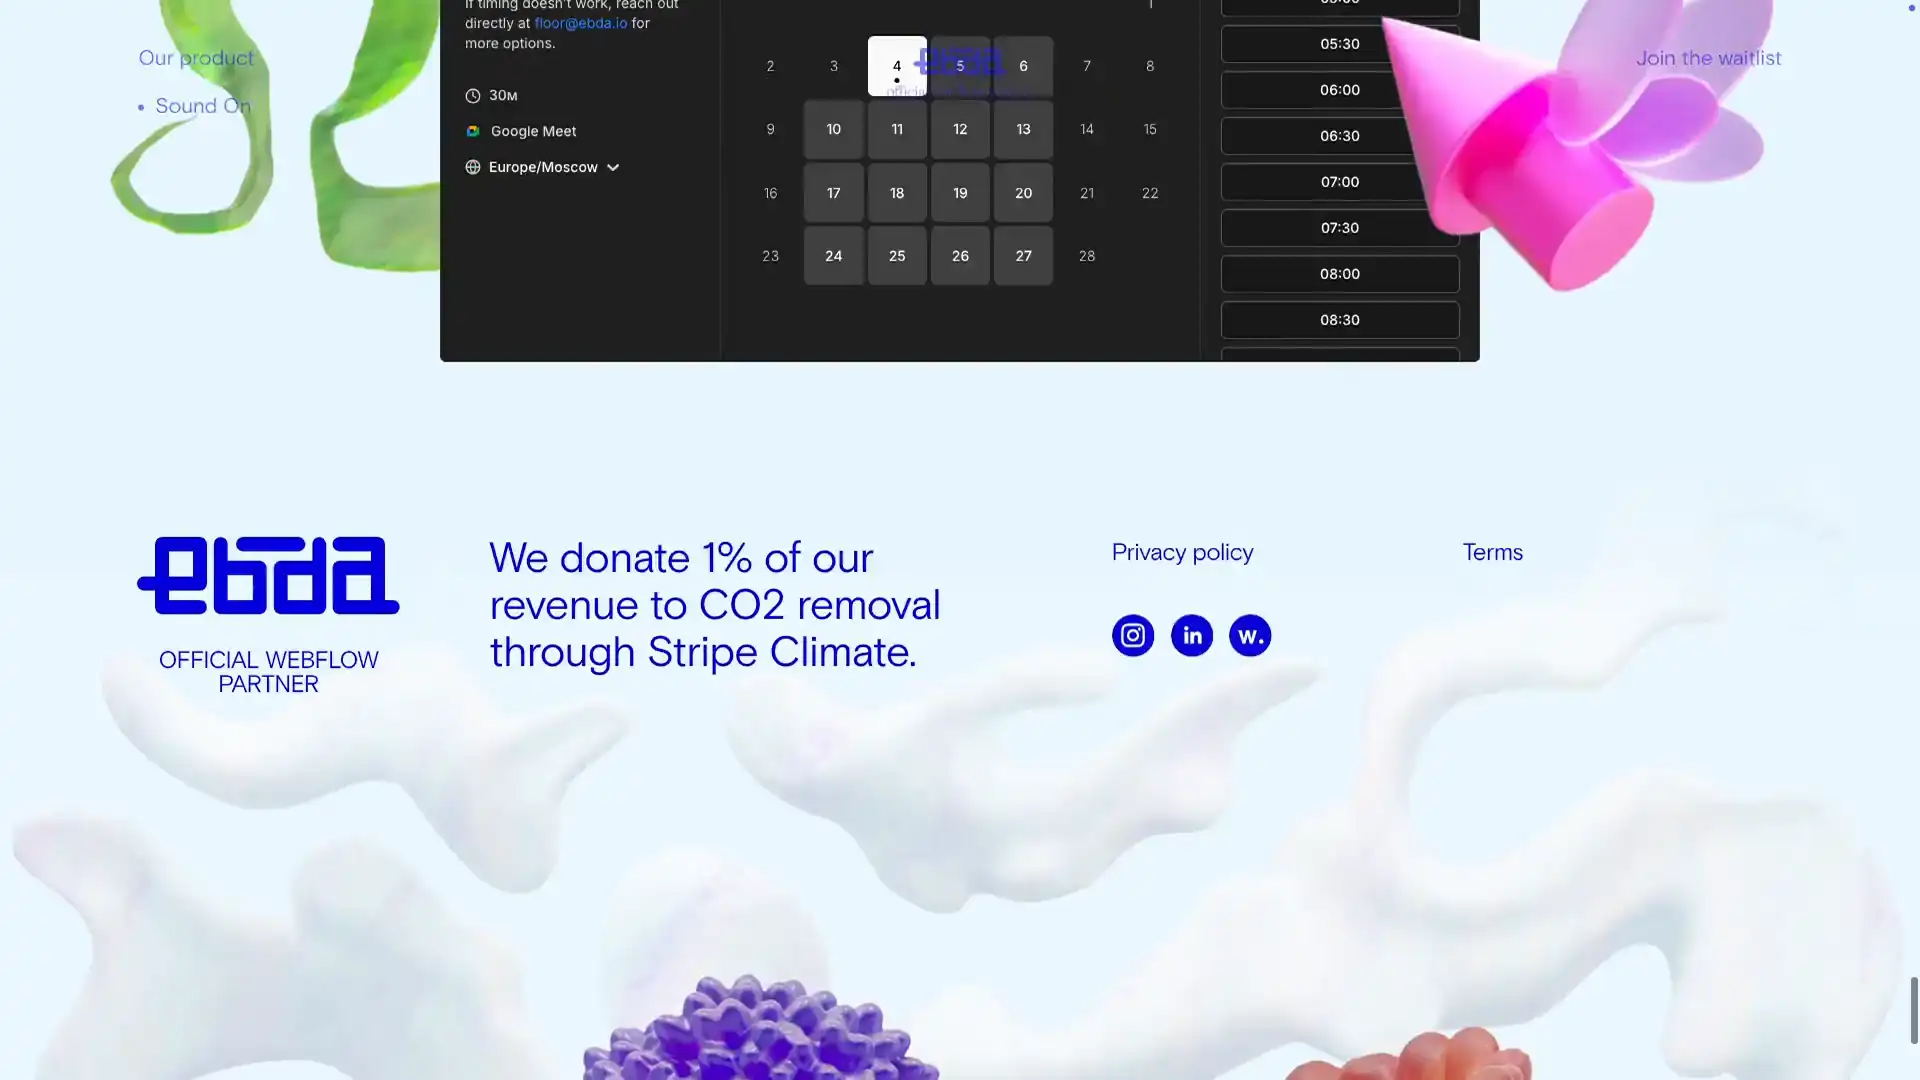 If timing doesn't work, reach out
directly at floor@ebda.io for
more options.
30м
Google Meet
Europe/Moscow
Our product
Sound On
Join the waitlist
1
2 3 4 5 6 7 8
9 10 11 12 13 14 15
16 17 18 19 20 21 22
23 24 25 26 27 28
ebda
05:30
06:00
06:30
07:00
07:30
08:00
08:30
ebda
OFFICIAL WEBFLOW
PARTNER
We donate 1% of our
revenue to CO2 removal
through Stripe Climate.
Privacy policy
Terms
in
w.